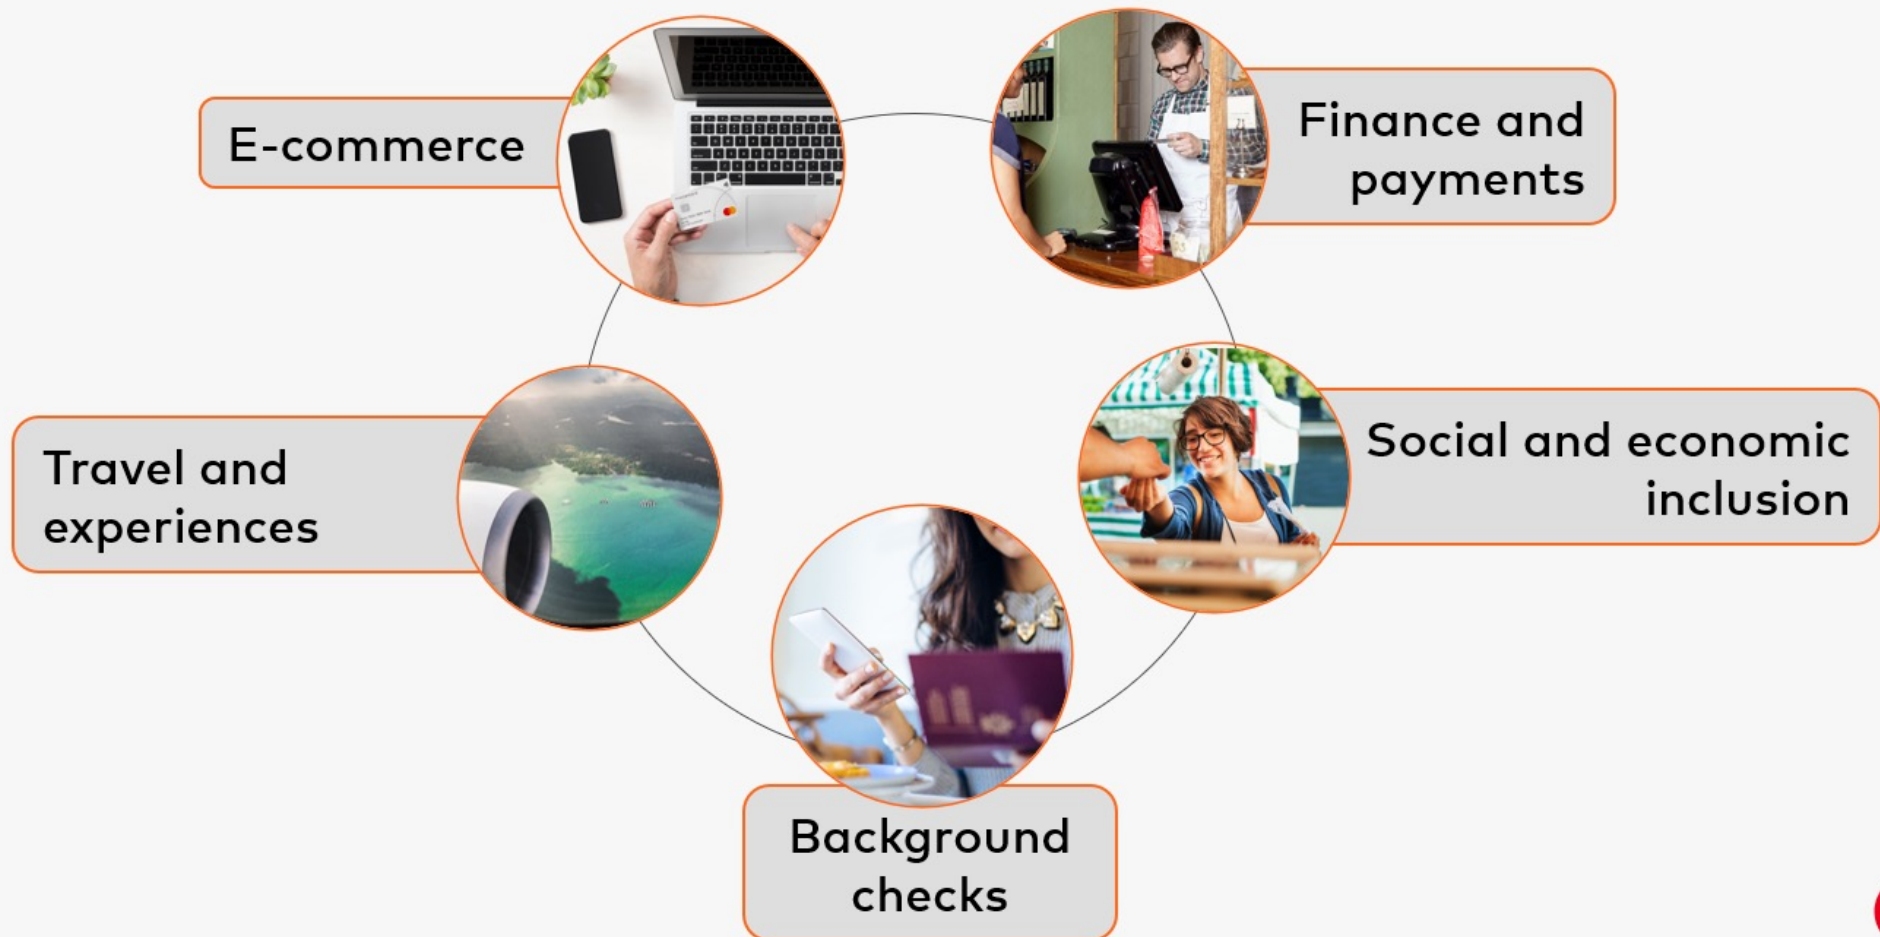 E-commerce
Finance and
payments
Travel and
experiences
Social and economic
inclusion
Background
checks